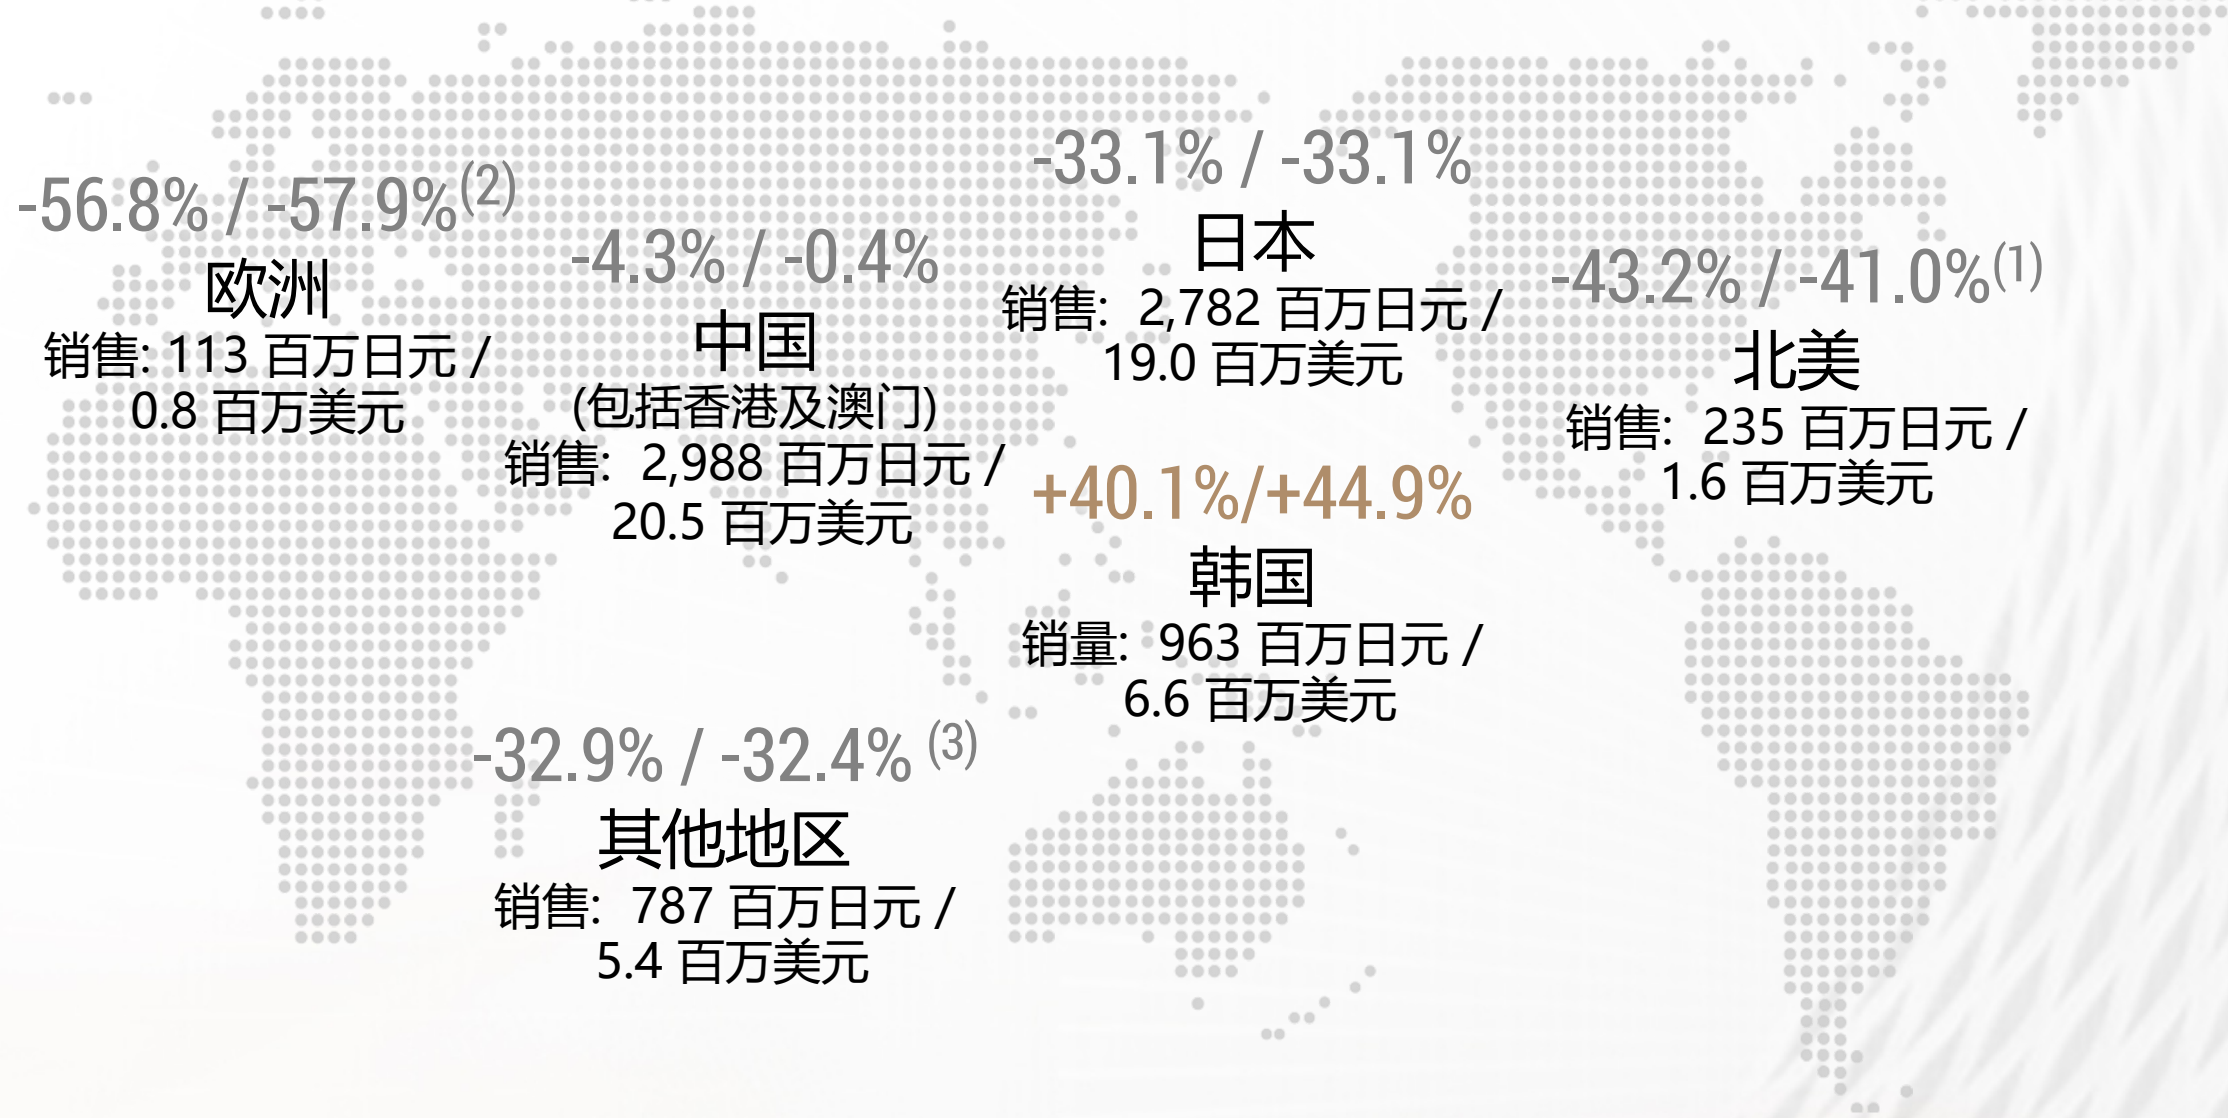 -56.8% / -57.9%(2)
欧洲
销售: 113 百万日元 /
0.8 百万美元
-4.3% / -0.4%
中国
(包括香港及澳门)
销售: 2,988 百万日元 /
20.5 百万美元
-33.1% / -33.1%
日本
销售: 2,782 百万日元 /
19.0 百万美元
-43.2% / -41.0%(1)
北美
销售: 235 百万日元 /
1.6 百万美元
+40.1%/+44.9%
韩国
销量: 963 百万日元 /
6.6 百万美元
-32.9% / -32.4% (3)
其他地区
销售: 787 百万日元 /
5.4 百万美元